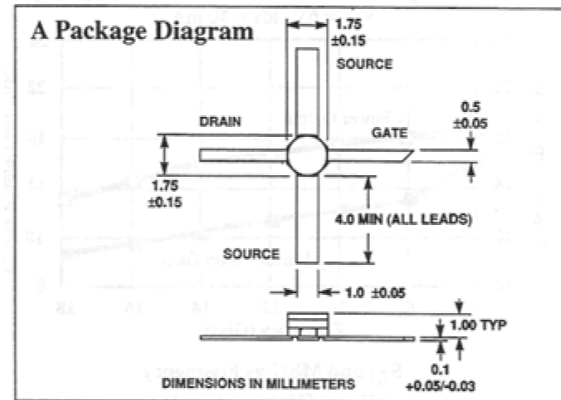 A Package Diagram
1.75
±0.15
SOURCE
DRAIN
GATE
0.5
±0.05
1.75
±0.15
4.0 MIN (ALL LEADS)
SOURCE
1.0 ±0.05
1.00 TYP
0.1
+0.05/-0.03
DIMENSIONS IN MILLIMETERS